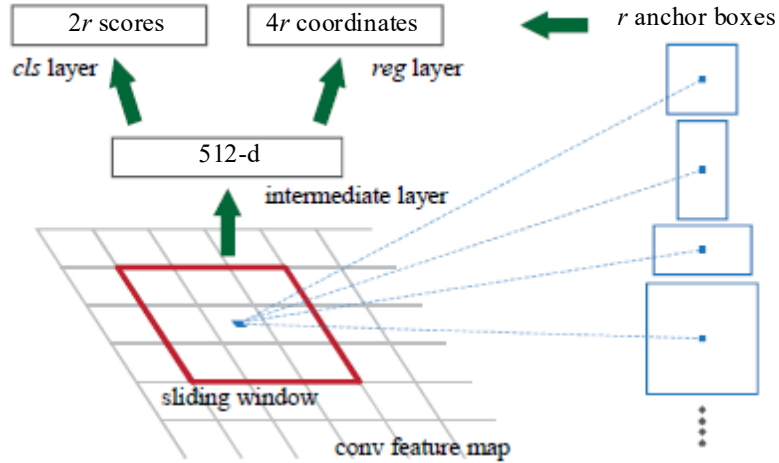 2r scores
4r coordinates
r anchor boxes
cls layer
reg layer
512-d
intermediate layer
sliding window
conv feature map